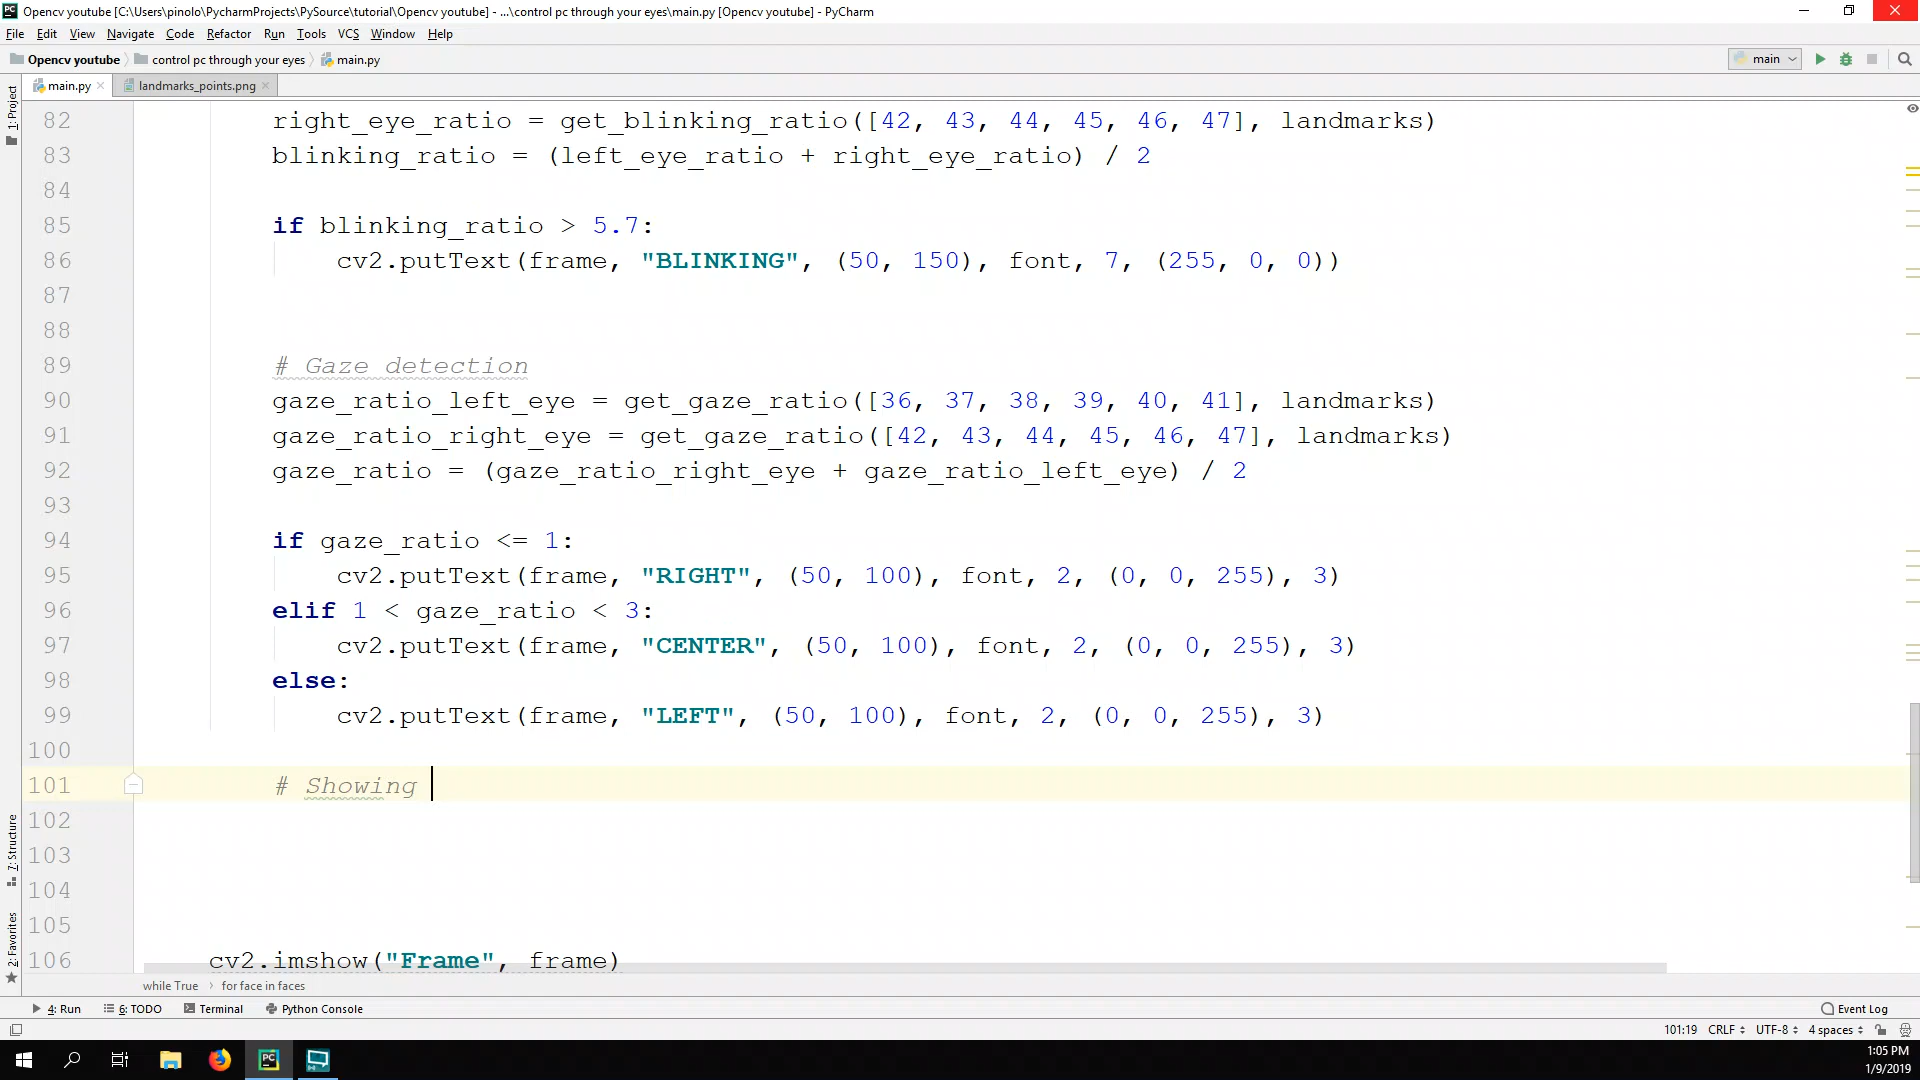 Opencv youtube [C:\Users\pinolo\PycharmProjects\PySource\tutorial\Opencv youtube] - ...\control pc through your eyes\main.py [Opencv youtube] - PyCharm
File Edit View Navigate Code Refactor Run Tools VCS Window Help
Opencv youtube control pc through your eyes main.py main
main.py landmarks_points.png
1: Project
82 right_eye_ratio = get_blinking_ratio([42, 43, 44, 45, 46, 47], landmarks)
83 blinking_ratio = (left_eye_ratio + right_eye_ratio) / 2
84
85 if blinking_ratio > 5.7:
86 cv2.putText(frame, "BLINKING", (50, 150), font, 7, (255, 0, 0))
87
88
89 # Gaze detection
90 gaze_ratio_left_eye = get_gaze_ratio([36, 37, 38, 39, 40, 41], landmarks)
91 gaze_ratio_right_eye = get_gaze_ratio([42, 43, 44, 45, 46, 47], landmarks)
92 gaze_ratio = (gaze_ratio_right_eye + gaze_ratio_left_eye) / 2
93
94 if gaze_ratio <= 1:
95 cv2.putText(frame, "RIGHT", (50, 100), font, 2, (0, 0, 255), 3)
96 elif 1 < gaze_ratio < 3:
97 cv2.putText(frame, "CENTER", (50, 100), font, 2, (0, 0, 255), 3)
98 else:
99 cv2.putText(frame, "LEFT", (50, 100), font, 2, (0, 0, 255), 3)
100
101 # Showing
102
103
104
105
106 cv2.imshow("Frame", frame)
7: Structure
2: Favorites
while True › for face in faces
4: Run 6: TODO Terminal Python Console Event Log
101:19 CRLF UTF-8 4 spaces
PC
1:05 PM
1/9/2019